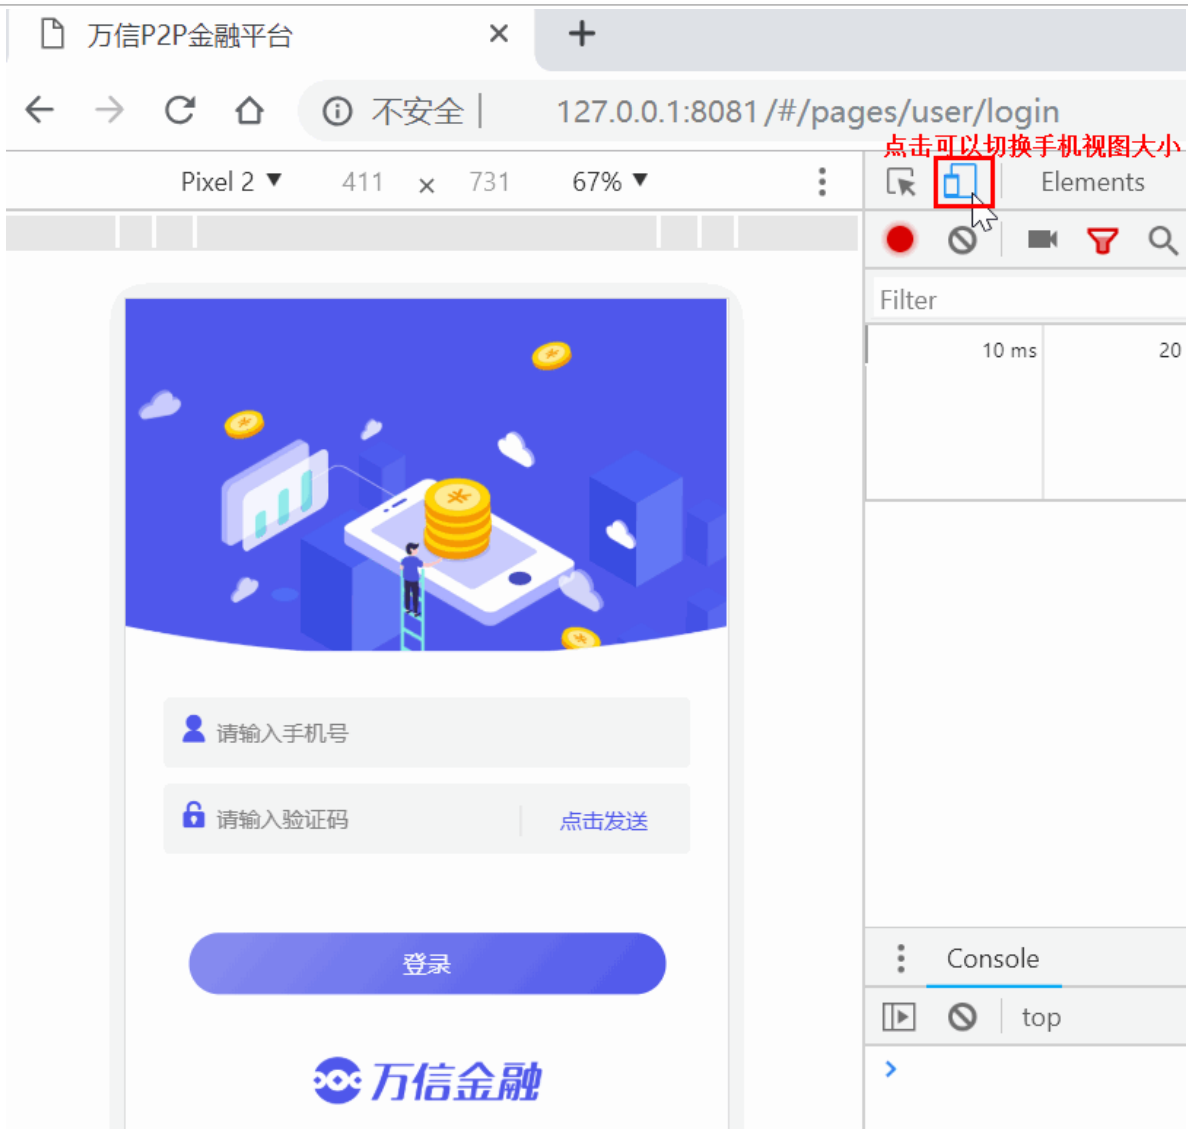 万信P2P金融平台
不安全 127.0.0.1:8081/#/pages/user/login
点击可以切换手机视图大小
Pixel 2 411 × 731 67%
Elements
Filter
10 ms 20
请输入手机号
请输入验证码 点击发送
登录
万信金融
Console
top